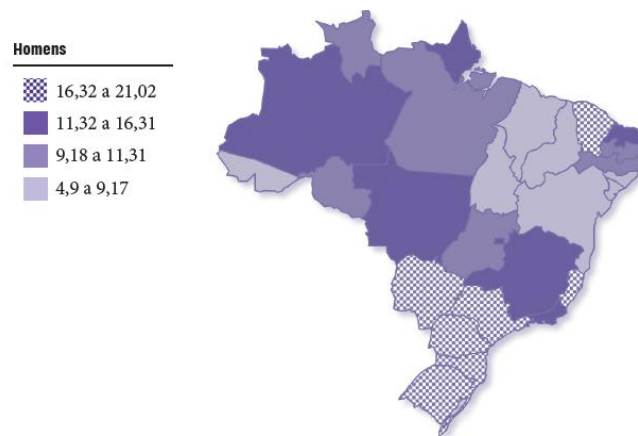 Homens
16,32 a 21,02
11,32 a 16,31
9,18 a 11,31
4,9 a 9,17